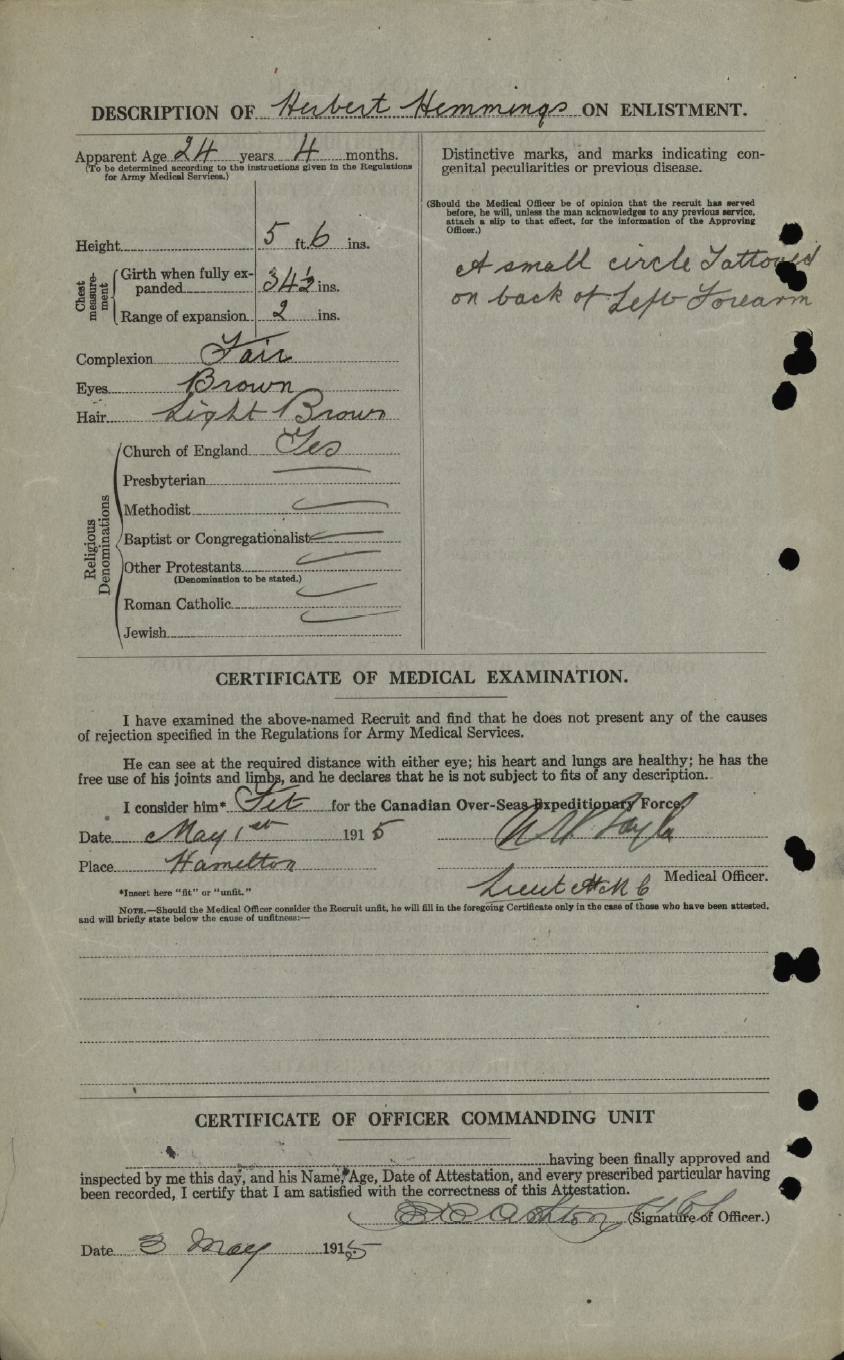 DESCRIPTION OF Herbert Hemmings ON ENLISTMENT.
Apparent Age 24 years 4 months.
(To be determined according to the instructions given in the Regulations
for Army Medical Services.)
Height 5 ft. 6 ins.
Chest measurement
Girth when fully ex-
panded 34½ ins.
Range of expansion 2 ins.
Complexion Fair
Eyes Brown
Hair Light Brown
Religious Denominations
Church of England Yes
Presbyterian
Methodist
Baptist or Congregationalist
Other Protestants
(Denomination to be stated.)
Roman Catholic
Jewish
Distinctive marks, and marks indicating con-
genital peculiarities or previous disease.
(Should the Medical Officer be of opinion that the recruit has served
before, he will, unless the man acknowledges to any previous service,
attach a slip to that effect, for the information of the Approving
Officer.)
A small circle Tattooed
on back of Left Forearm
CERTIFICATE OF MEDICAL EXAMINATION.
I have examined the above-named Recruit and find that he does not present any of the causes
of rejection specified in the Regulations for Army Medical Services.
He can see at the required distance with either eye; his heart and lungs are healthy; he has the
free use of his joints and limbs, and he declares that he is not subject to fits of any description.
I consider him* Fit for the Canadian Over-Seas Expeditionary Force.
Date May 1st 1915
Place Hamelton
Lieut AMC Medical Officer.
*Insert here "fit" or "unfit."
NOTE.—Should the Medical Officer consider the Recruit unfit, he will fill in the foregoing Certificate only in the case of those who have been attested,
and will briefly state below the cause of unfitness:—
CERTIFICATE OF OFFICER COMMANDING UNIT
having been finally approved and
inspected by me this day, and his Name, Age, Date of Attestation, and every prescribed particular having
been recorded, I certify that I am satisfied with the correctness of this Attestation.
Ashton (Signature of Officer.)
Date 3 May 1915